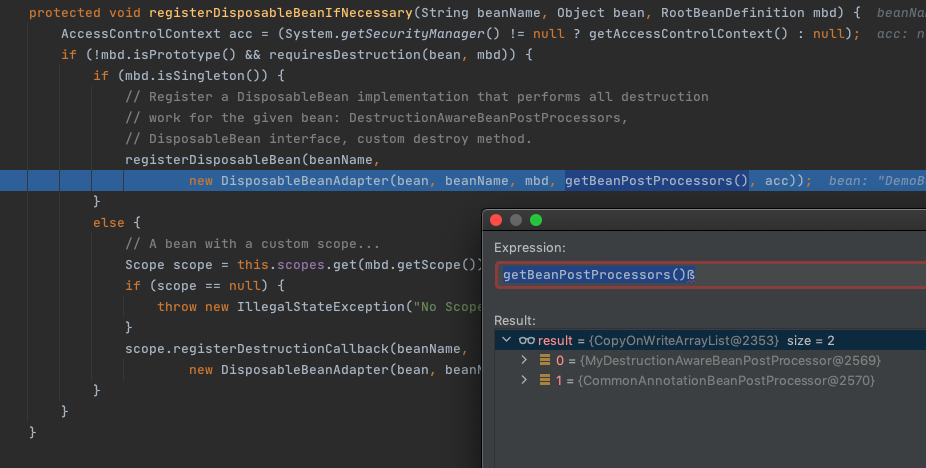 protected void registerDisposableBeanIfNecessary(String beanName, Object bean, RootBeanDefinition mbd) { beanNa
AccessControlContext acc = (System.getSecurityManager() != null ? getAccessControlContext() : null); acc: n
if (!mbd.isPrototype() && requiresDestruction(bean, mbd)) {
if (mbd.isSingleton()) {
// Register a DisposableBean implementation that performs all destruction
// work for the given bean: DestructionAwareBeanPostProcessors,
// DisposableBean interface, custom destroy method.
registerDisposableBean(beanName,
new DisposableBeanAdapter(bean, beanName, mbd, getBeanPostProcessors(), acc)); bean: "DemoB
}
else {
// A bean with a custom scope...
Scope scope = this.scopes.get(mbd.getScope())
if (scope == null) {
throw new IllegalStateException("No Scope
}
scope.registerDestructionCallback(beanName,
new DisposableBeanAdapter(bean, bean
}
}
}
Expression:
getBeanPostProcessors()ß
Result:
oo result = {CopyOnWriteArrayList@2353} size = 2
0 = {MyDestructionAwareBeanPostProcessor@2569}
1 = {CommonAnnotationBeanPostProcessor@2570}